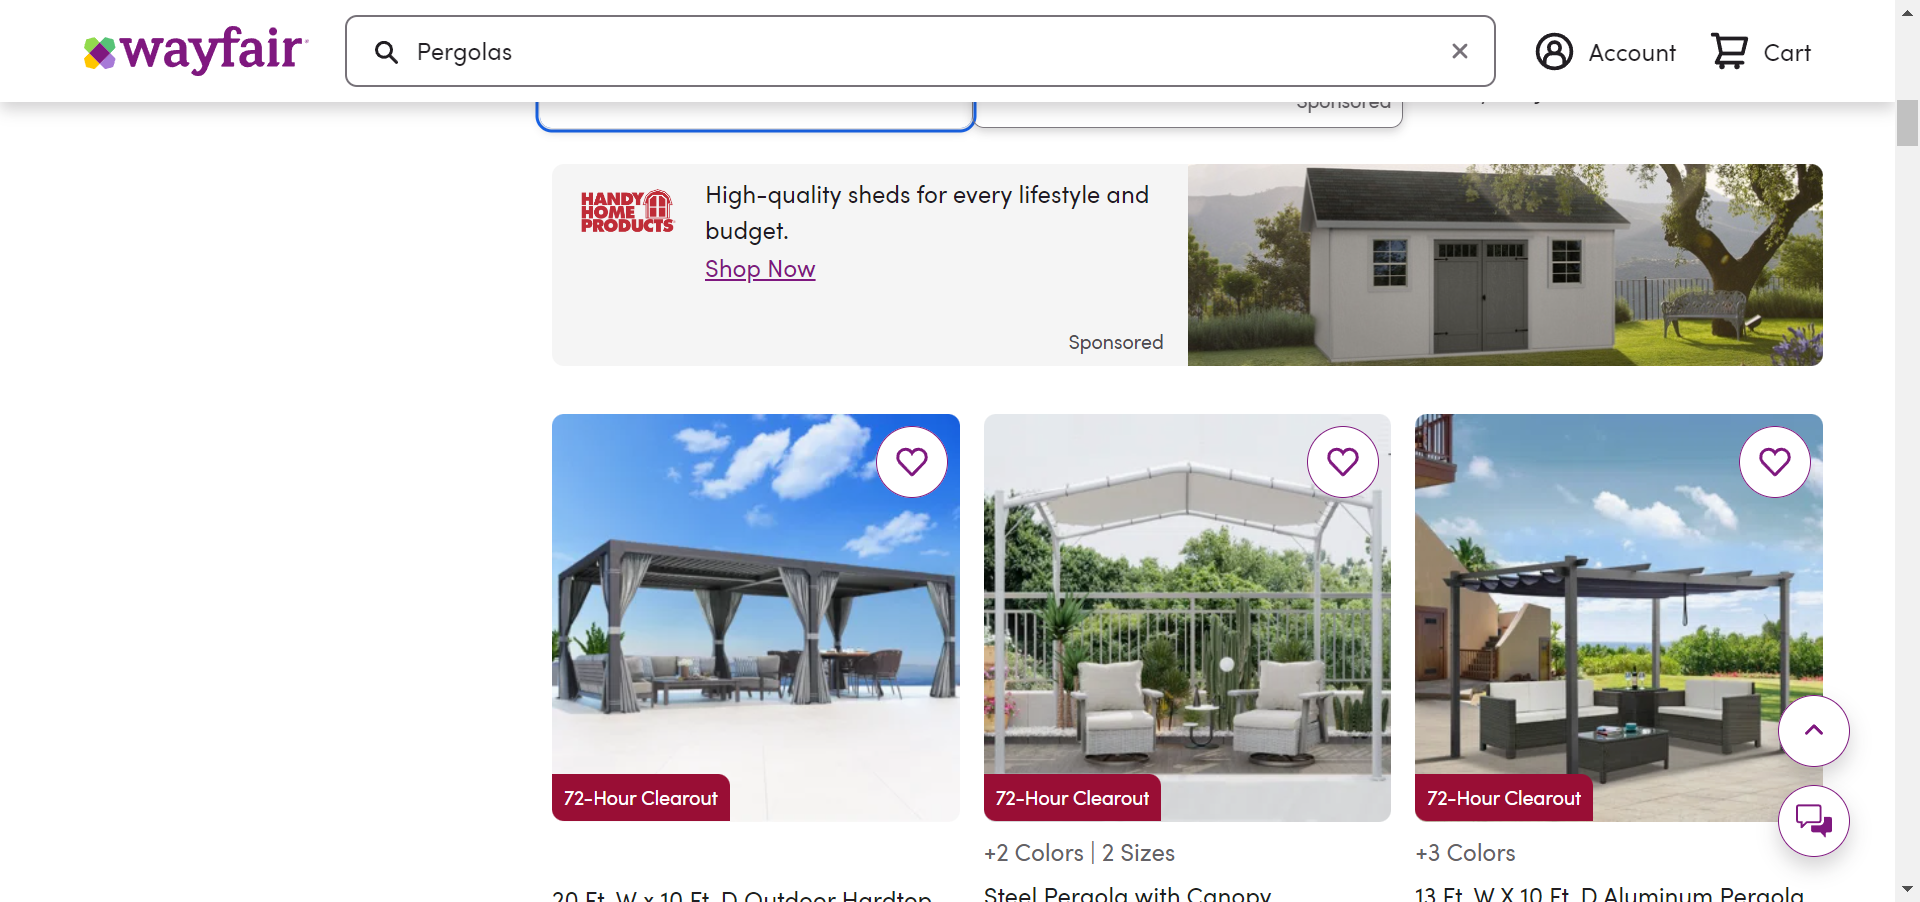 wayfair
Pergolas
Account
Cart
Sponsored
HANDY
HOME
PRODUCTS
High-quality sheds for every lifestyle and
budget.
Shop Now
Sponsored
72-Hour Clearout
72-Hour Clearout
72-Hour Clearout
+2 Colors | 2 Sizes
+3 Colors
20 Ft. W x 10 Ft. D Outdoor Hardtop
Steel Pergola with Canopy
13 Ft. W X 10 Ft. D Aluminum Pergola